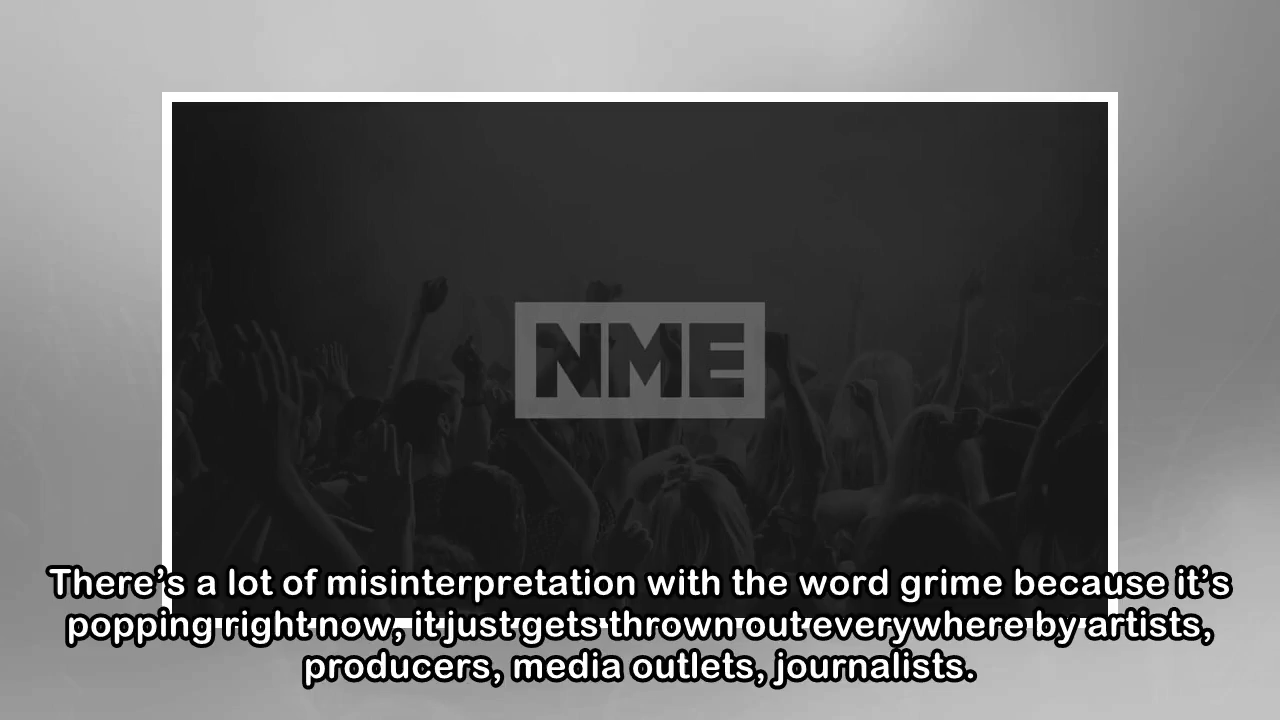 NME
There’s a lot of misinterpretation with the word grime because it’s
popping right now, it just gets thrown out everywhere by artists,
producers, media outlets, journalists.